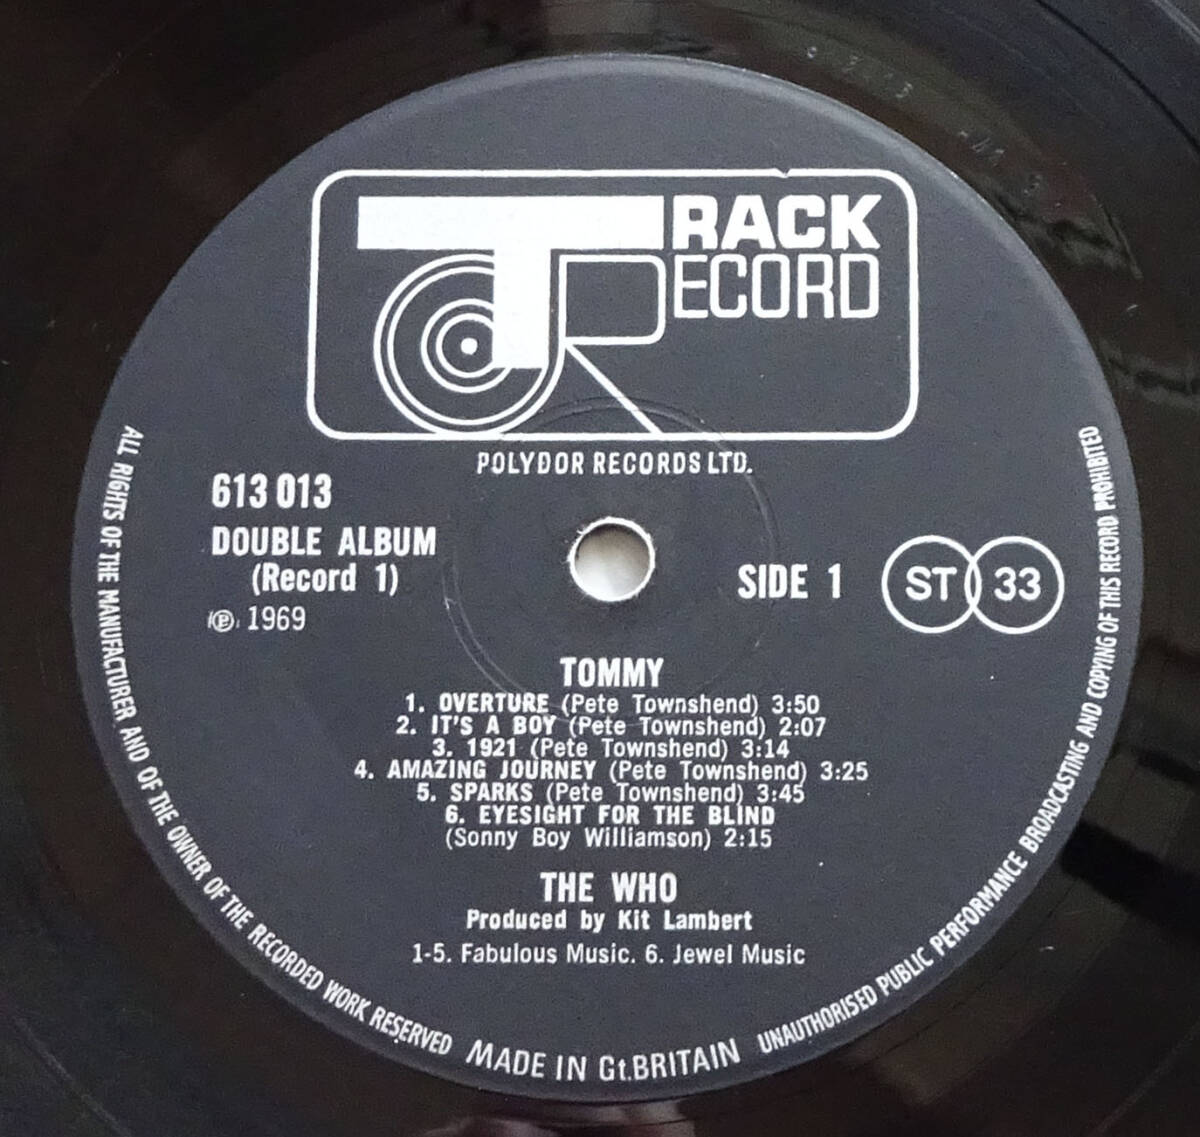 TRACK
RECORD
POLYDOR RECORDS LTD.
613 013
DOUBLE ALBUM
(Record 1)
℗ 1969
SIDE 1
ST 33
TOMMY
1. OVERTURE (Pete Townshend) 3:50
2. IT'S A BOY (Pete Townshend) 2:07
3. 1921 (Pete Townshend) 3:14
4. AMAZING JOURNEY (Pete Townshend) 3:25
5. SPARKS (Pete Townshend) 3:45
6. EYESIGHT FOR THE BLIND
(Sonny Boy Williamson) 2:15
THE WHO
Produced by Kit Lambert
1-5. Fabulous Music. 6. Jewel Music
ALL RIGHTS OF THE MANUFACTURER AND OF THE OWNER OF THE RECORDED WORK RESERVED
MADE IN Gt.BRITAIN
UNAUTHORISED PUBLIC PERFORMANCE BROADCASTING AND COPYING OF THIS RECORD PROHIBITED